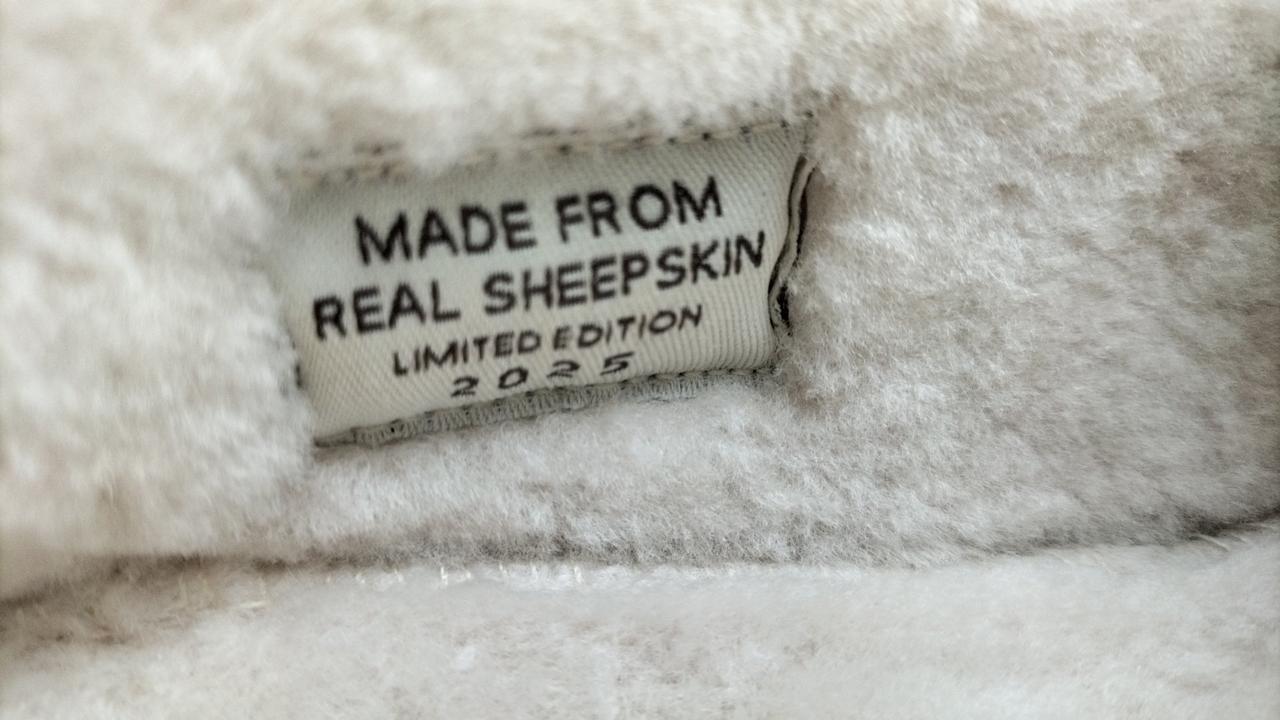 MADE FROM
REAL SHEEPSKIN
LIMITED EDITION
2025